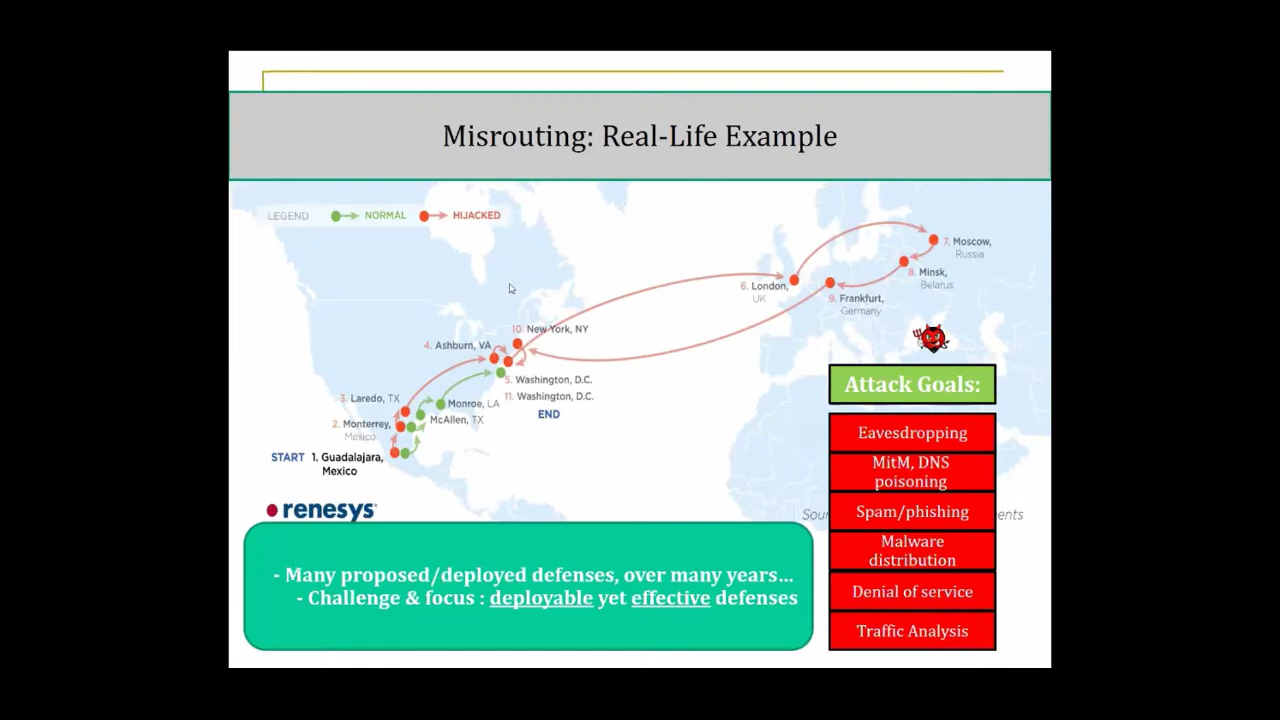 Misrouting: Real-Life Example
LEGEND NORMAL HIJACKED
7. Moscow,
Russia
8. Minsk,
Belarus
6. London,
UK
9. Frankfurt,
Germany
10. New York, NY
4. Ashburn, VA
5. Washington, D.C.
11. Washington, D.C.
END
3. Laredo, TX
Monroe, LA
McAllen, TX
2. Monterrey,
Mexico
START 1. Guadalajara,
Mexico
renesys
Attack Goals:
Eavesdropping
MitM, DNS
poisoning
Spam/phishing
Malware
distribution
Denial of service
Traffic Analysis
- Many proposed/deployed defenses, over many years…
- Challenge & focus : deployable yet effective defenses